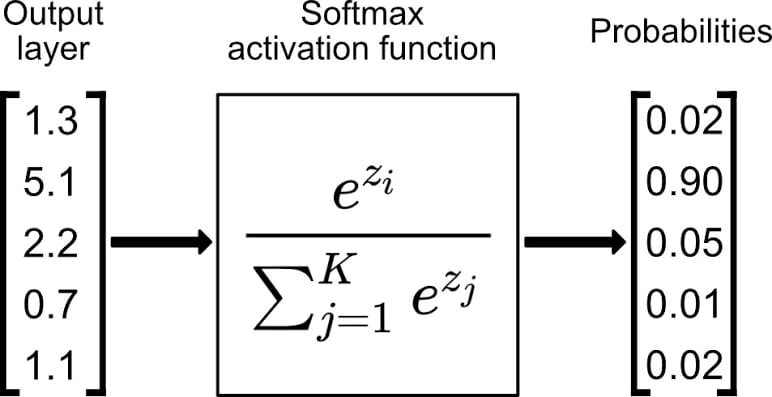 Output
layer
Softmax
activation function
Probabilities
1.3
5.1
2.2
0.7
1.1
e^{z_i}
∑_{j=1}^{K} e^{z_j}
0.02
0.90
0.05
0.01
0.02